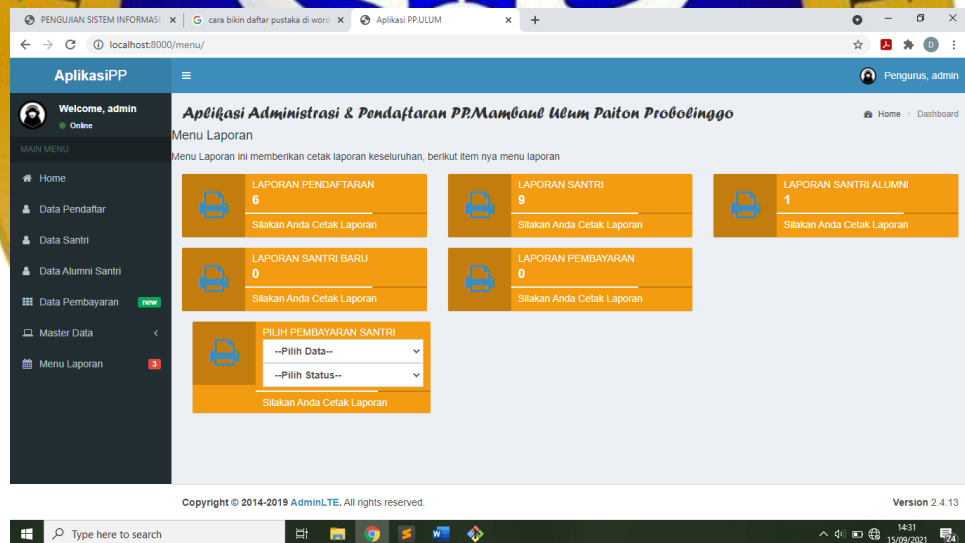 PENGUJIAN SISTEM INFORMASI
cara bikin daftar pustaka di word
Aplikasi PP.ULUM
localhost:8000/menu/
D
AplikasiPP
Pengurus, admin
Welcome, admin
Online
Aplikasi Administrasi & Pendaftaran PP.Mambaul Ulum Paiton Probolinggo
Home > Dashboard
MAIN MENU
Home
Data Pendaftar
Data Santri
Data Alumni Santri
Data Pembayaran new
Master Data
Menu Laporan 3
Menu Laporan
Menu Laporan ini memberikan cetak laporan keseluruhan, berikut item nya menu laporan
LAPORAN PENDAFTARAN
6
Silakan Anda Cetak Laporan
LAPORAN SANTRI
9
Silakan Anda Cetak Laporan
LAPORAN SANTRI ALUMNI
1
Silakan Anda Cetak Laporan
LAPORAN SANTRI BARU
0
Silakan Anda Cetak Laporan
LAPORAN PEMBAYARAN
0
Silakan Anda Cetak Laporan
PILIH PEMBAYARAN SANTRI
--Pilih Data--
--Pilih Status--
Silakan Anda Cetak Laporan
Copyright © 2014-2019 AdminLTE. All rights reserved.
Version 2.4.13
Type here to search
14:31
15/09/2021
24